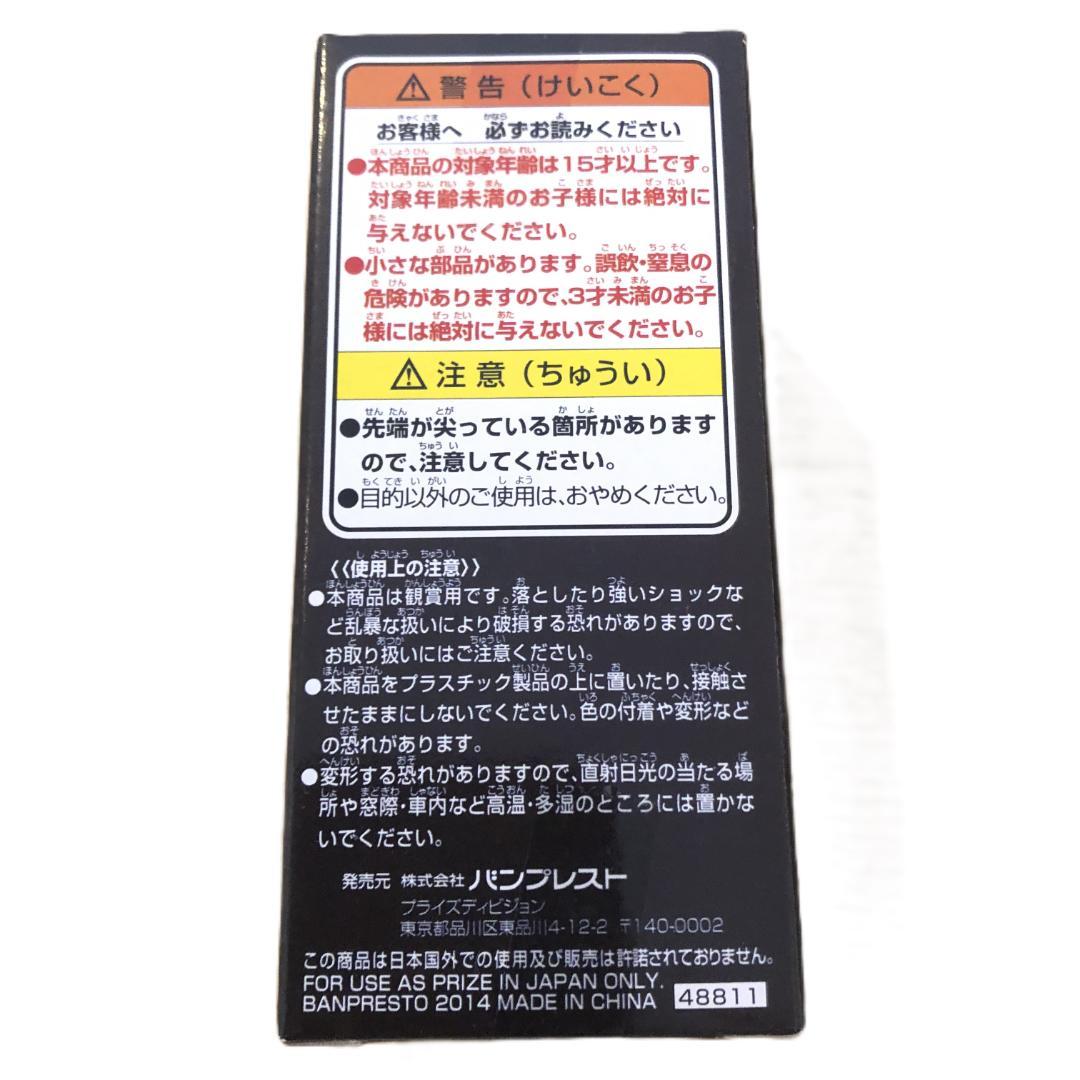 ⚠警告（けいこく）
お客様へ 必ずお読みください
●本商品の対象年齢は15才以上です。
対象年齢未満のお子様には絶対に
与えないでください。
●小さな部品があります。誤飲・窒息の
危険がありますので、3才未満のお子
様には絶対に与えないでください。
⚠注意（ちゅうい）
●先端が尖っている箇所があります
ので、注意してください。
●目的以外のご使用は、おやめください。
《使用上の注意》
●本商品は観賞用です。落としたり強いショックな
ど乱暴な扱いにより破損する恐れがありますので、
お取り扱いにはご注意ください。
●本商品をプラスチック製品の上に置いたり、接触さ
せたままにしないでください。色の付着や変形など
の恐れがあります。
●変形する恐れがありますので、直射日光の当たる場
所や窓際・車内など高温・多湿のところには置かな
いでください。
発売元 株式会社 バンプレスト
プライズディビジョン
東京都品川区東品川4-12-2 〒140-0002
この商品は日本国外での使用及び販売は許諾されておりません。
FOR USE AS PRIZE IN JAPAN ONLY.
BANPRESTO 2014 MADE IN CHINA 48811